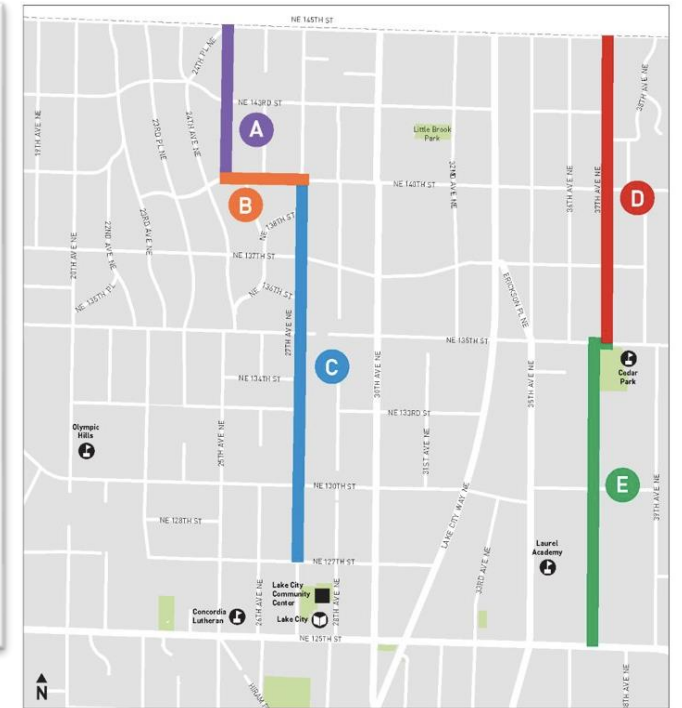 NE 145TH ST
24TH PL NE
38TH AVE NE
NE 143RD ST
19TH AVE NE
23RD PL NE
24TH AVE NE
A
Little Brook
Park
32ND AVE NE
NE 140TH ST
36TH AVE NE
37TH AVE NE
D
B
NE 138TH ST
20TH AVE NE
22ND AVE NE
23RD AVE NE
NE 137TH ST
NE 135TH PL
NE 136TH ST
ERICKSON PL NE
27TH AVE NE
NE 135TH ST
C
NE 134TH ST
30TH AVE NE
35TH AVE NE
Cedar
Park
NE 133RD ST
Olympic
Hills
25TH AVE NE
31ST AVE NE
NE 130TH ST
E
39TH AVE NE
NE 128TH ST
LAKE CITY WAY NE
Laurel
Academy
NE 127TH ST
33RD AVE NE
Lake City
Community
Center
26TH AVE NE
28TH AVE NE
Concordia
Lutheran
Lake City
NE 125TH ST
N